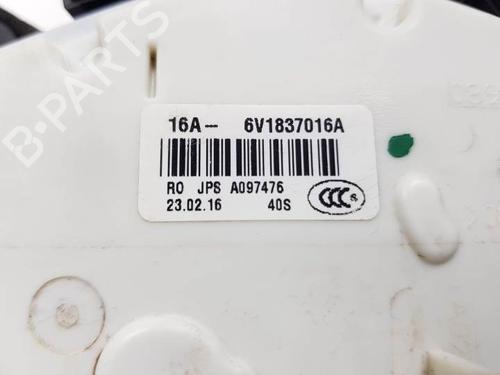 B-PARTS
16A-- 6V1837016A
RO JPS A097476
23.02.16 40S
CCC S